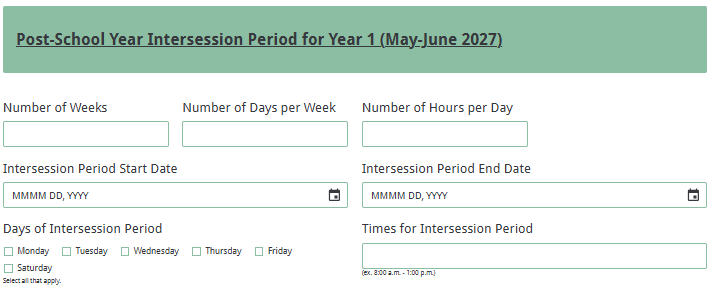 Post-School Year Intersession Period for Year 1 (May-June 2027)
Number of Weeks Number of Days per Week Number of Hours per Day
Intersession Period Start Date Intersession Period End Date
MMMM DD, YYYY MMMM DD, YYYY
Days of Intersession Period Times for Intersession Period
Monday Tuesday Wednesday Thursday Friday
Saturday
Select all that apply.
(ex. 8:00 a.m. - 1:00 p.m.)